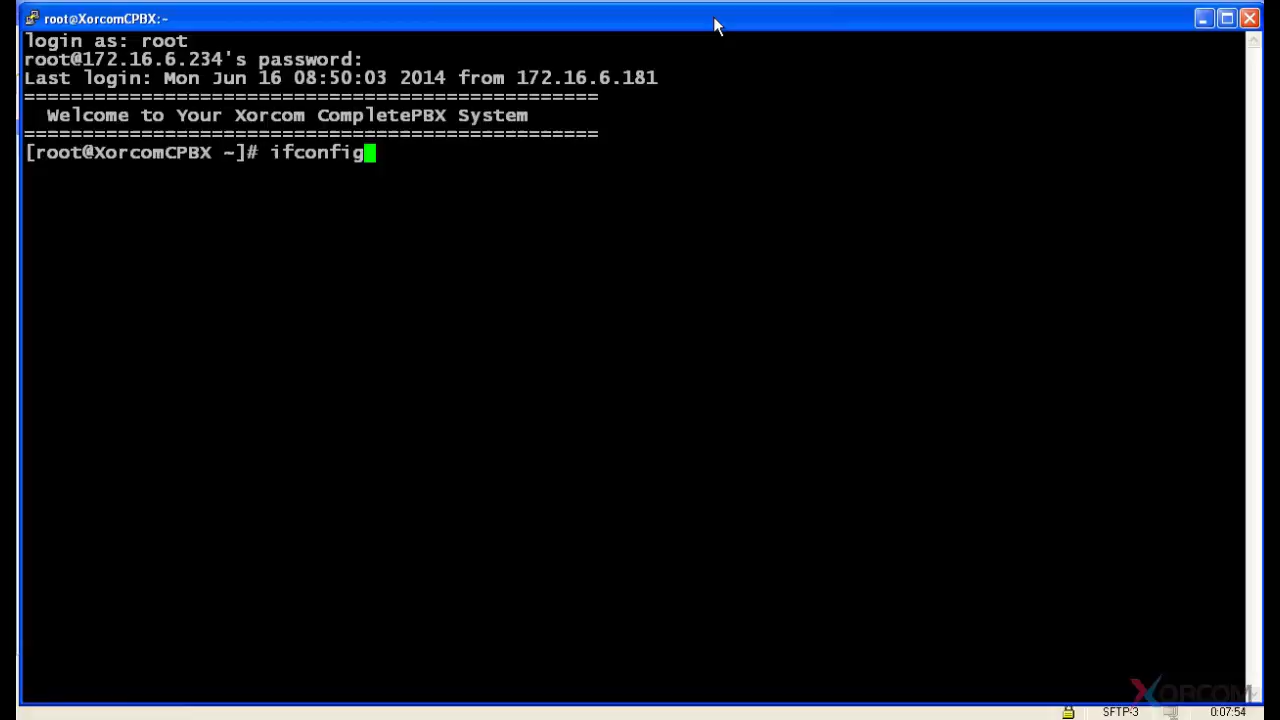 root@XorcomCPBX:~
login as: root
root@172.16.6.234's password:
Last login: Mon Jun 16 08:50:03 2014 from 172.16.6.181
=================================================
Welcome to Your Xorcom CompletePBX System
=================================================
[root@XorcomCPBX ~]# ifconfig
XORCOM
SFTP-3 0:07:54